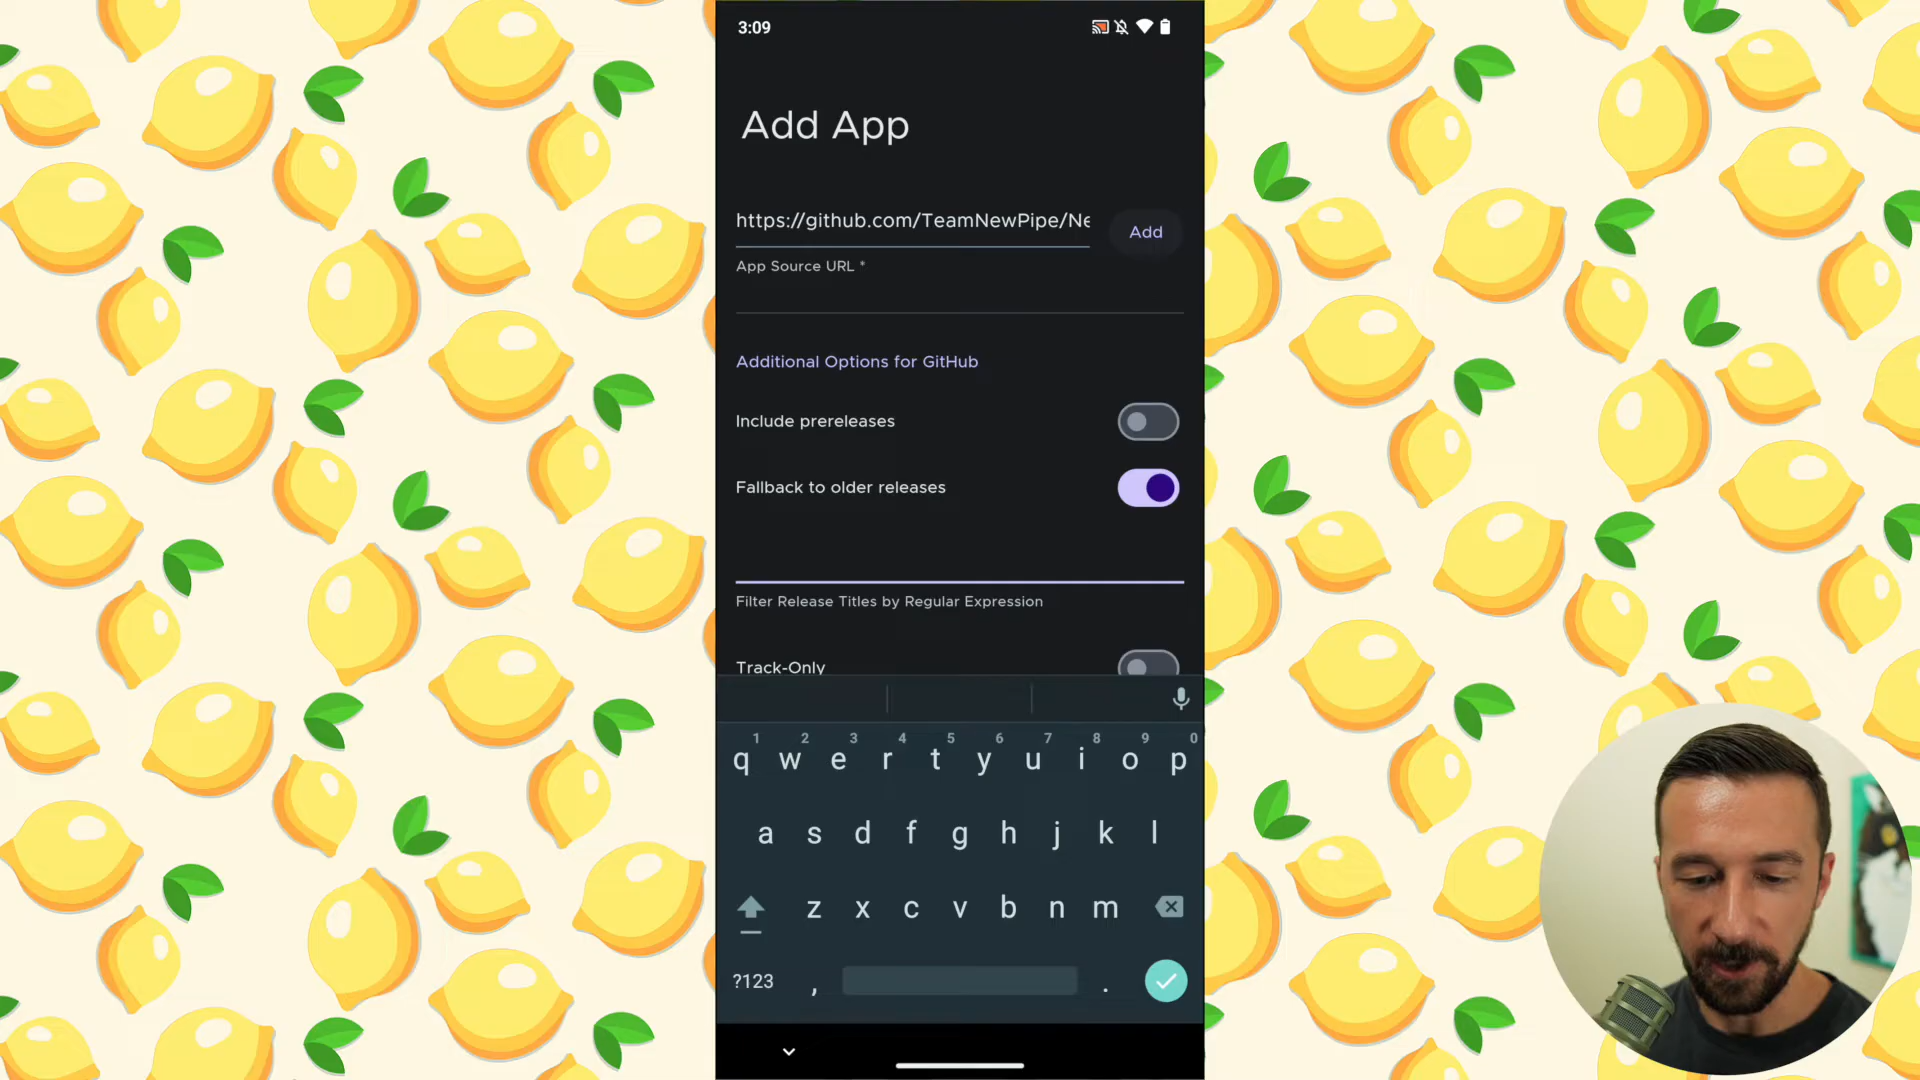 3:09
Add App
https://github.com/TeamNewPipe/Ne
Add
App Source URL *
Additional Options for GitHub
Include prereleases
Fallback to older releases
Filter Release Titles by Regular Expression
Track-Only
1 2 3 4 5 6 7 8 9 0
q w e r t y u i o p
a s d f g h j k l
z x c v b n m
?123 , .